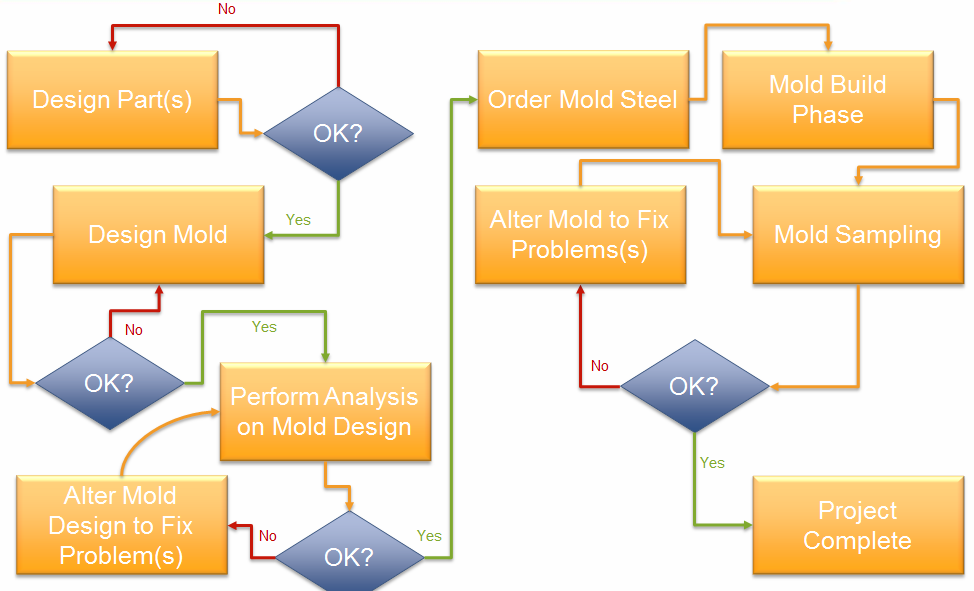 No
Design Part(s)
OK?
Yes
Design Mold
No
Yes
OK?
Perform Analysis
on Mold Design
Alter Mold
Design to Fix
Problem(s)
No
OK?
Yes
Order Mold Steel
Mold Build
Phase
Alter Mold to Fix
Problems(s)
Mold Sampling
No
OK?
Yes
Project
Complete